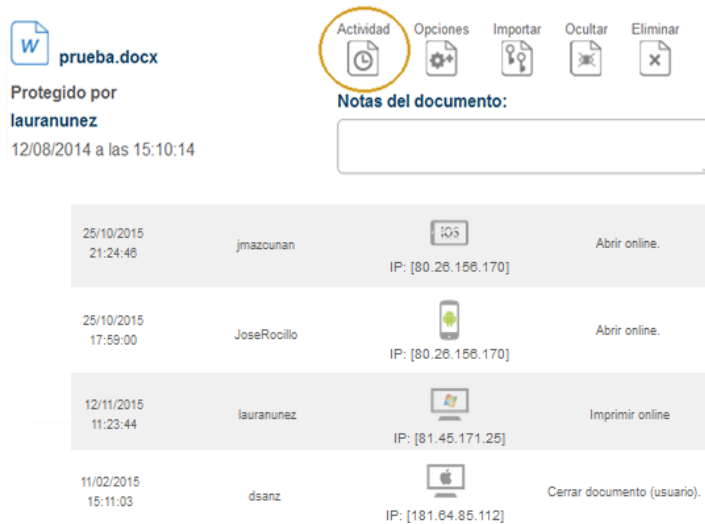 Actividad Opciones Importar Ocultar Eliminar
W prueba.docx
Protegido por
lauranunez
12/08/2014 a las 15:10:14
Notas del documento:
25/10/2015
21:24:46
jmazcunan
iOS
IP: [80.26.156.170]
Abrir online.
25/10/2015
17:59:00
JoseRocillo
IP: [80.26.156.170]
Abrir online.
12/11/2015
11:23:44
lauranunez
IP: [81.45.171.25]
Imprimir online
11/02/2015
15:11:03
dsanz
IP: [181.64.85.112]
Cerrar documento (usuario).